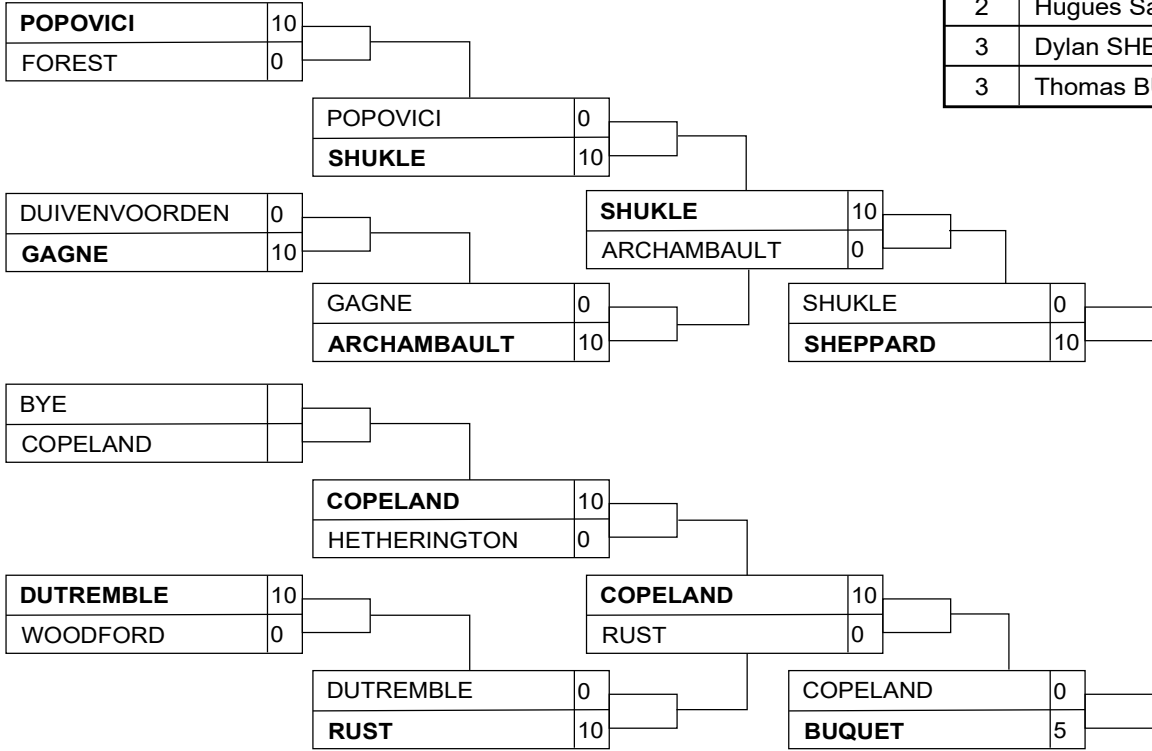 2 Hugues
3 Dylan
3 Thomas
POPOVICI 10
FOREST 0
POPOVICI 0
SHUKLE 10
DUIVENVOORDEN 0
GAGNE 10
SHUKLE 10
ARCHAMBAULT 0
GAGNE 0
ARCHAMBAULT 10
SHUKLE 0
SHEPPARD 10
BYE
COPELAND
COPELAND 10
HETHERINGTON 0
DUTREMBLE 10
WOODFORD 0
COPELAND 10
RUST 0
DUTREMBLE 0
RUST 10
COPELAND 0
BUQUET 5